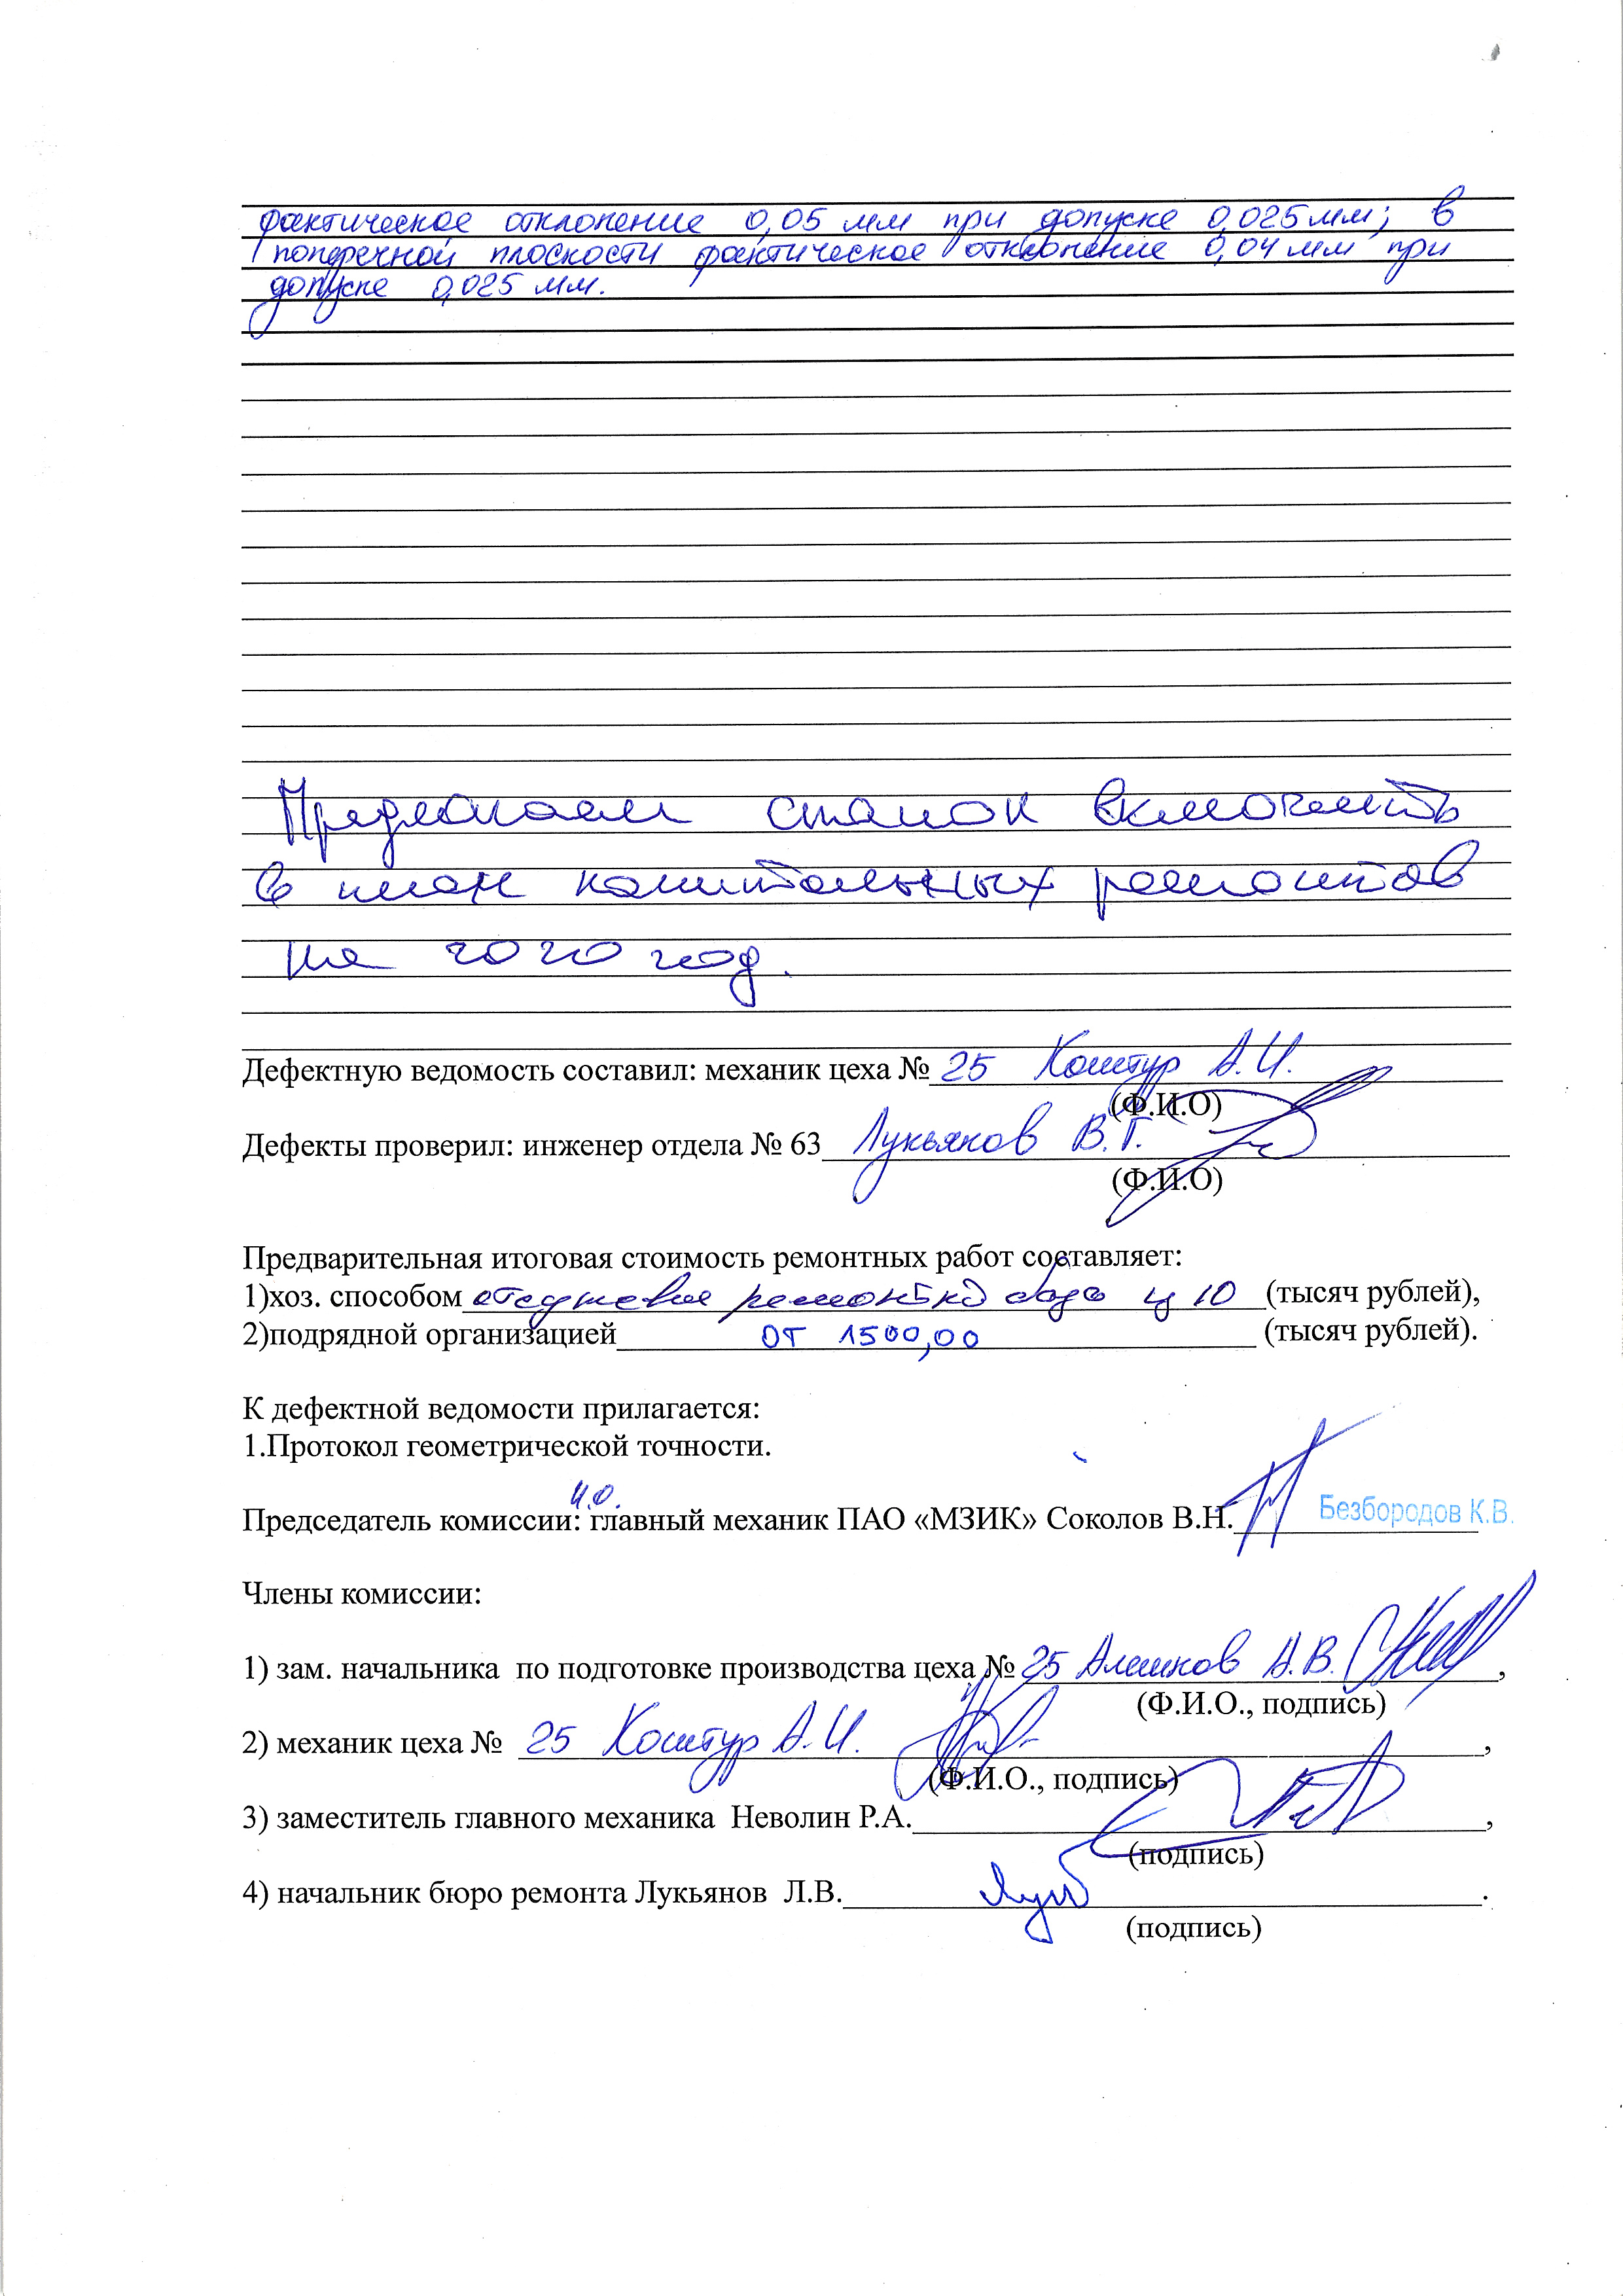 фактическое отклонение 0,05 мм при допуске 0,025 мм; в
поперечной плоскости фактическое отклонение 0,04 мм при
допуске 0,025 мм.
Предлагаем станок включить
в план капитальных ремонтов
на 2020 год.
Дефектную ведомость составил: механик цеха № 25 Коштур А.И.
(Ф.И.О)
Дефекты проверил: инженер отдела № 63 Лукьянов В.Г.
(Ф.И.О)
Предварительная итоговая стоимость ремонтных работ составляет:
1)хоз. способом ц 10 (тысяч рублей),
2)подрядной организацией от 1500,00 (тысяч рублей).
К дефектной ведомости прилагается:
1.Протокол геометрической точности.
И.О.
Председатель комиссии: главный механик ПАО «МЗИК» Соколов В.Н. Безбородов К.В.
Члены комиссии:
1) зам. начальника по подготовке производства цеха № 25 Алешков А.В.,
(Ф.И.О., подпись)
2) механик цеха № 25 Коштур А.И.,
(Ф.И.О., подпись)
3) заместитель главного механика Неволин Р.А.,
(подпись)
4) начальник бюро ремонта Лукьянов Л.В.
(подпись)